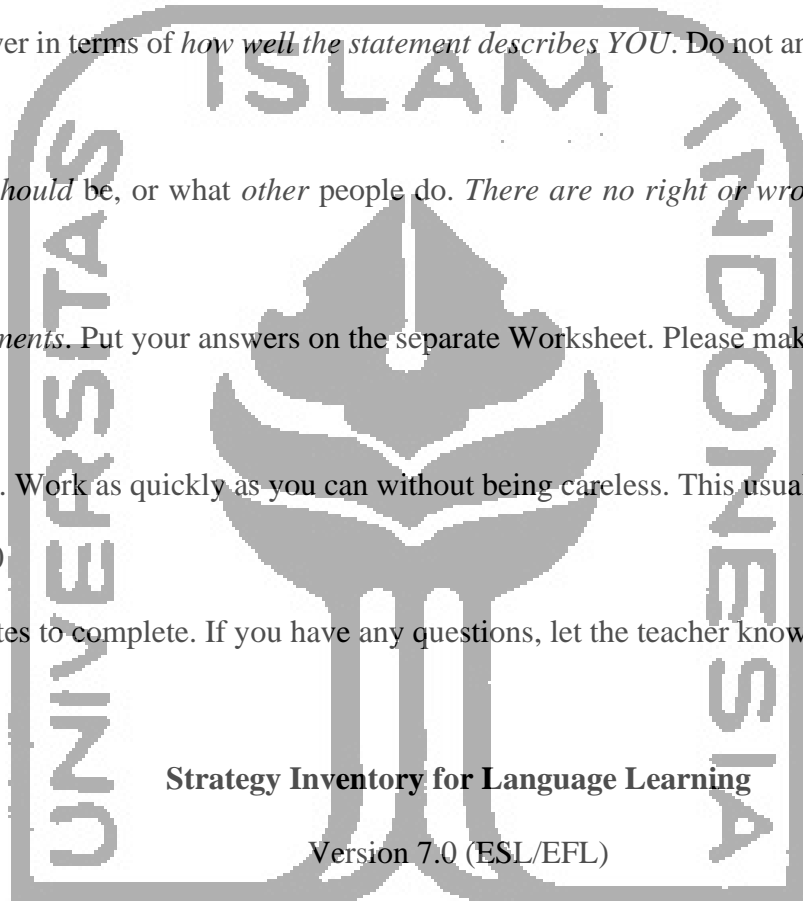 ver in terms of how well the statement describes YOU. Do not an
ISLAM
hould be, or what other people do. There are no right or wro
ments. Put your answers on the separate Worksheet. Please mak
. Work as quickly as you can without being careless. This usual
)
tes to complete. If you have any questions, let the teacher know
Strategy Inventory for Language Learning
Version 7.0 (ESL/EFL)
UNIVERSITAS
INDONESIA